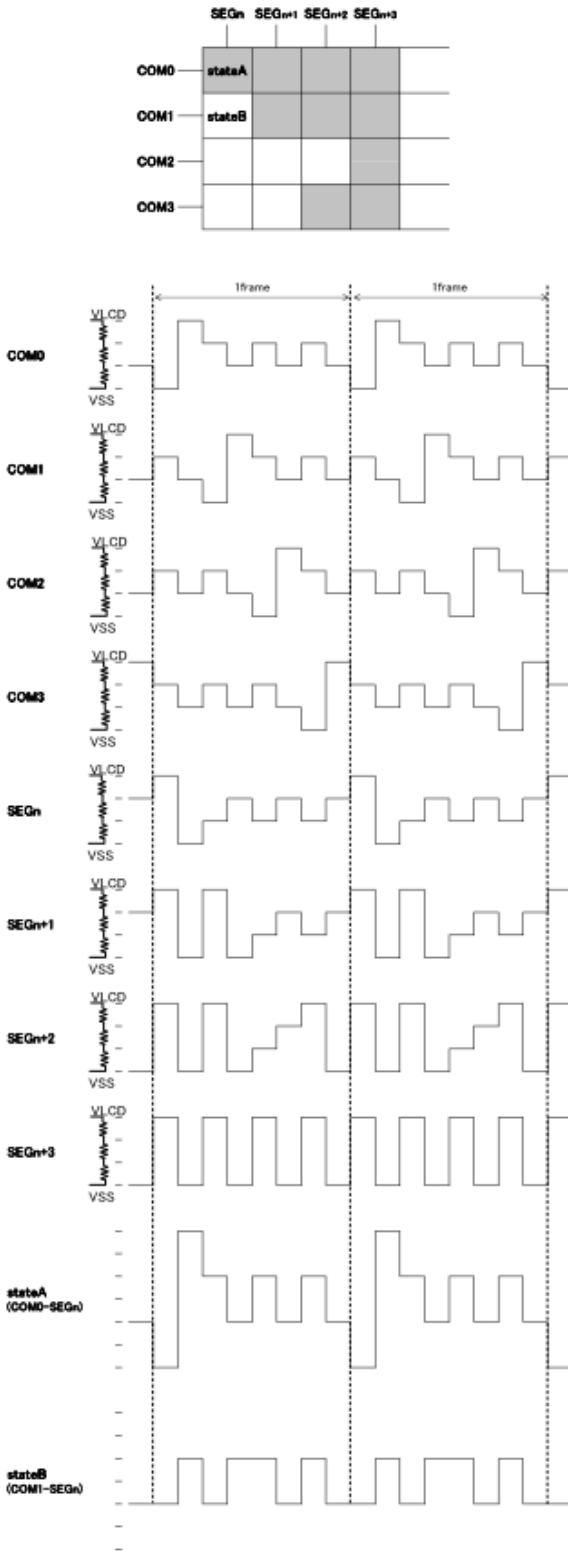 SEGn SEGn+1 SEGn+2 SEGn+3
COM0 stateA
COM1 stateB
COM2
COM3
1frame 1frame
VLCD
COM0
VSS
VLCD
COM1
VSS
VLCD
COM2
VSS
VLCD
COM3
VSS
VLCD
SEGn
VSS
VLCD
SEGn+1
VSS
VLCD
SEGn+2
VSS
VLCD
SEGn+3
VSS
stateA
(COM0-SEGn)
stateB
(COM1-SEGn)